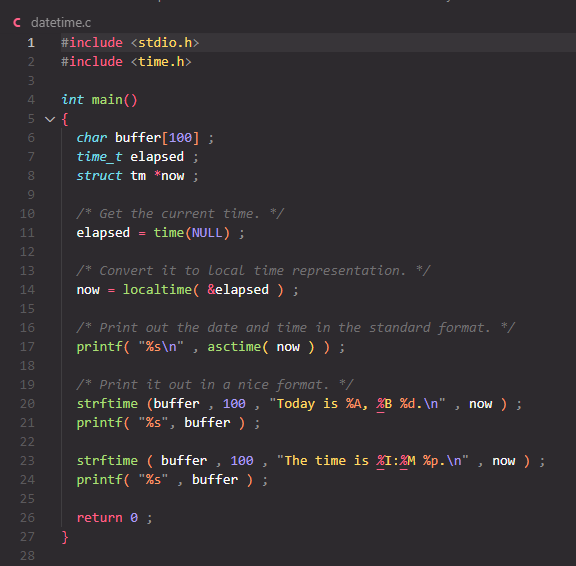 C datetime.c
1 #include <stdio.h>
2 #include <time.h>
3
4 int main()
5 {
6 char buffer[100] ;
7 time_t elapsed ;
8 struct tm *now ;
9
10 /* Get the current time. */
11 elapsed = time(NULL) ;
12
13 /* Convert it to local time representation. */
14 now = localtime( &elapsed ) ;
15
16 /* Print out the date and time in the standard format. */
17 printf( "%s\n" , asctime( now ) ) ;
18
19 /* Print it out in a nice format. */
20 strftime (buffer , 100 , "Today is %A, %B %d.\n" , now ) ;
21 printf( "%s", buffer ) ;
22
23 strftime ( buffer , 100 , "The time is %I:%M %p.\n" , now ) ;
24 printf( "%s" , buffer ) ;
25
26 return 0 ;
27 }
28